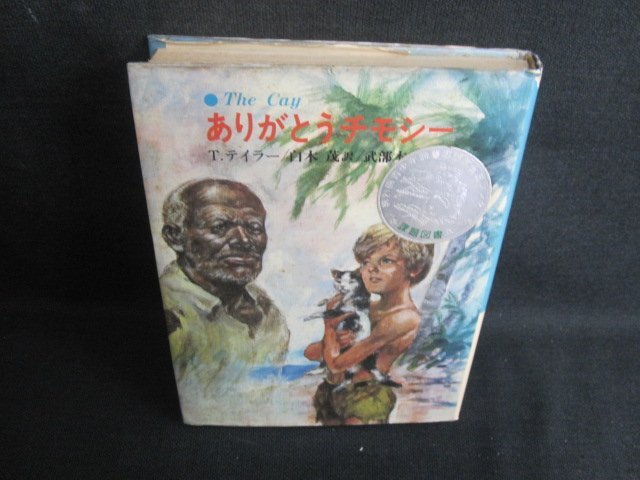 ● The Cay
ありがとうチモシー
T.テイラー/白木 茂訳/武部本
課題図書